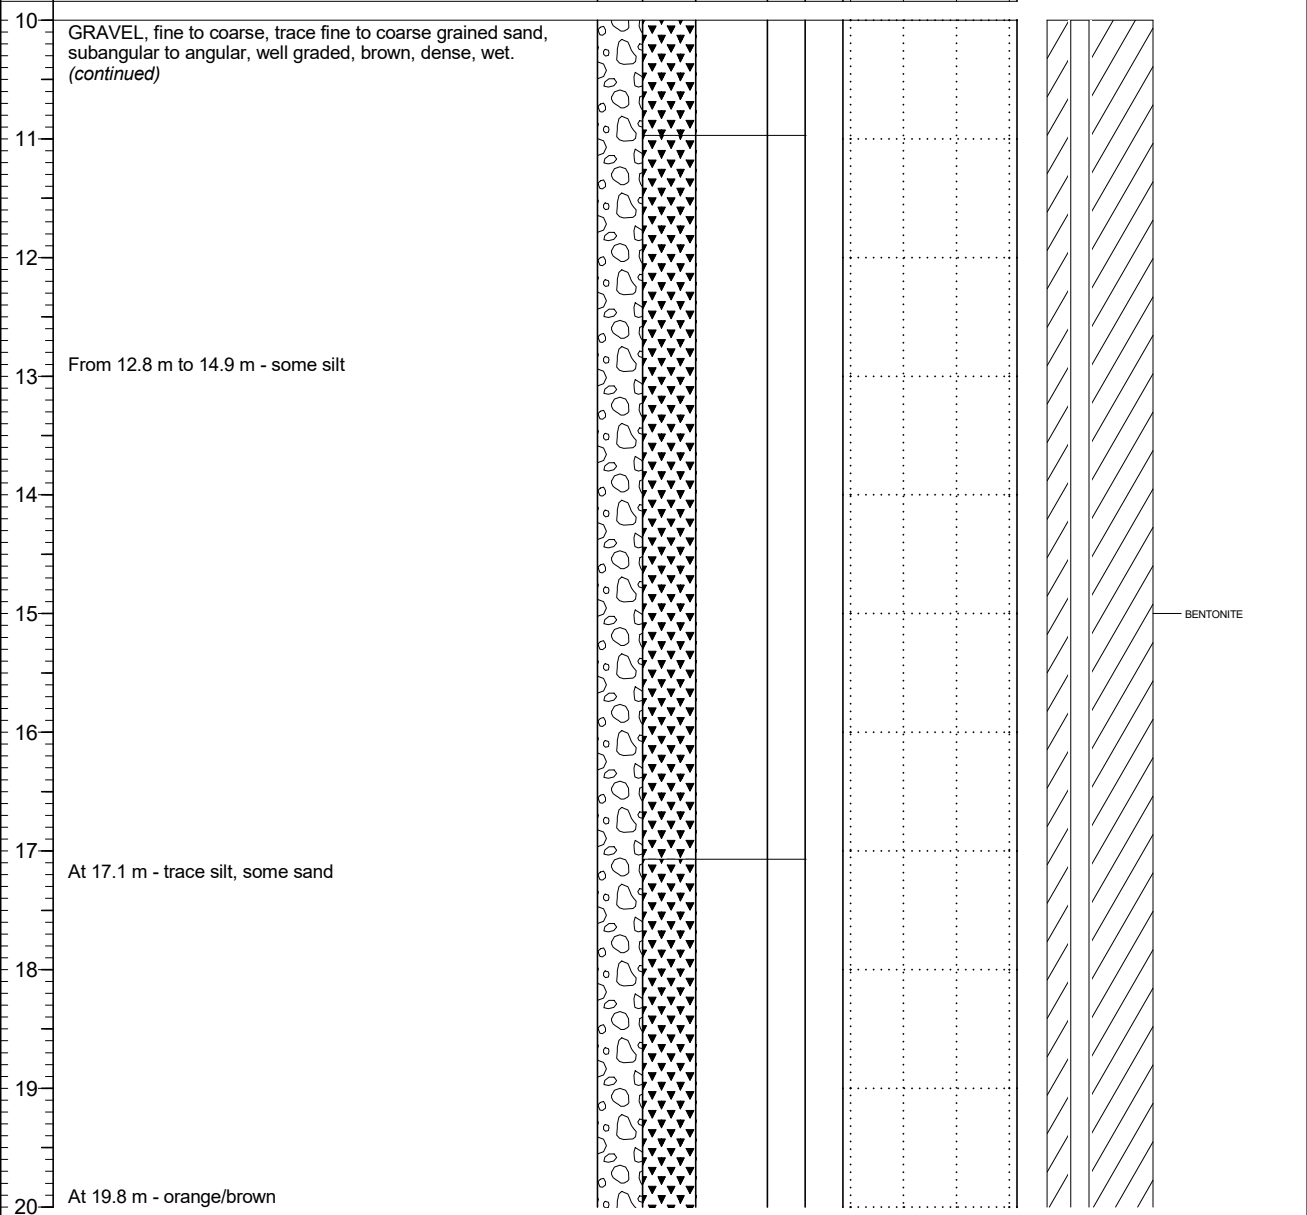 10
GRAVEL, fine to coarse, trace fine to coarse grained sand,
subangular to angular, well graded, brown, dense, wet.
(continued)
11
12
From 12.8 m to 14.9 m - some silt
13
14
15
BENTONITE
16
17
At 17.1 m - trace silt, some sand
18
19
At 19.8 m - orange/brown
20